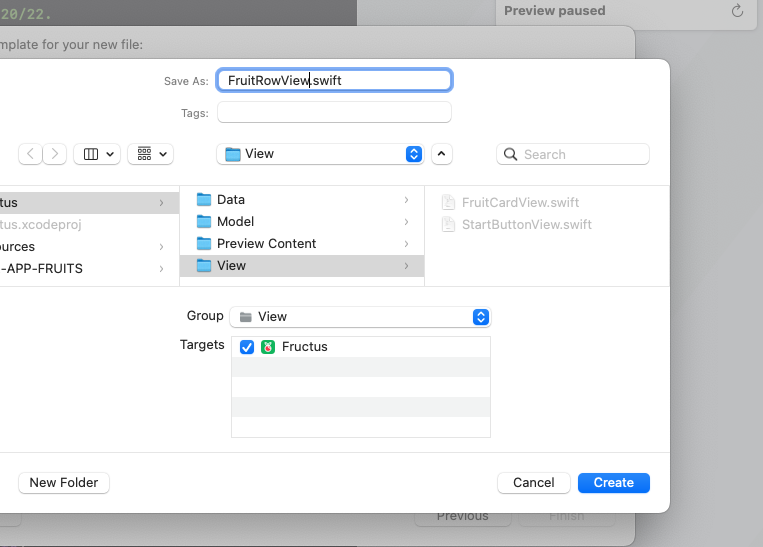 20/22.
Preview paused
mplate for your new file:
Save As: FruitRowView.swift
Tags:
View
Search
tus
Data
FruitCardView.swift
tus.xcodeproj
Model
StartButtonView.swift
ources
Preview Content
-APP-FRUITS
View
Group View
Targets Fructus
New Folder
Cancel
Create
Previous
Finish